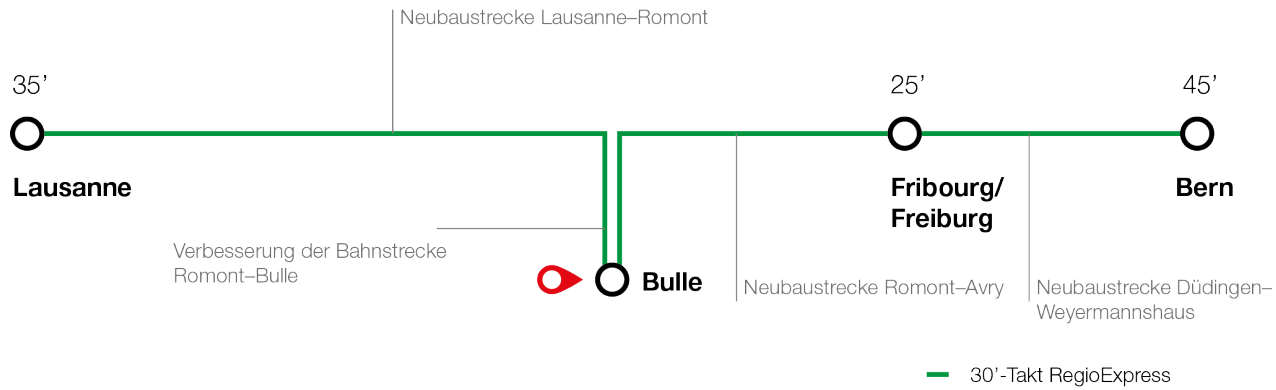 Neubaustrecke Lausanne–Romont
35’
25’
45’
Lausanne
Fribourg/
Freiburg
Bern
Verbesserung der Bahnstrecke
Romont–Bulle
Bulle
Neubaustrecke Romont–Avry
Neubaustrecke Düdingen–
Weyermannshaus
30’-Takt RegioExpress